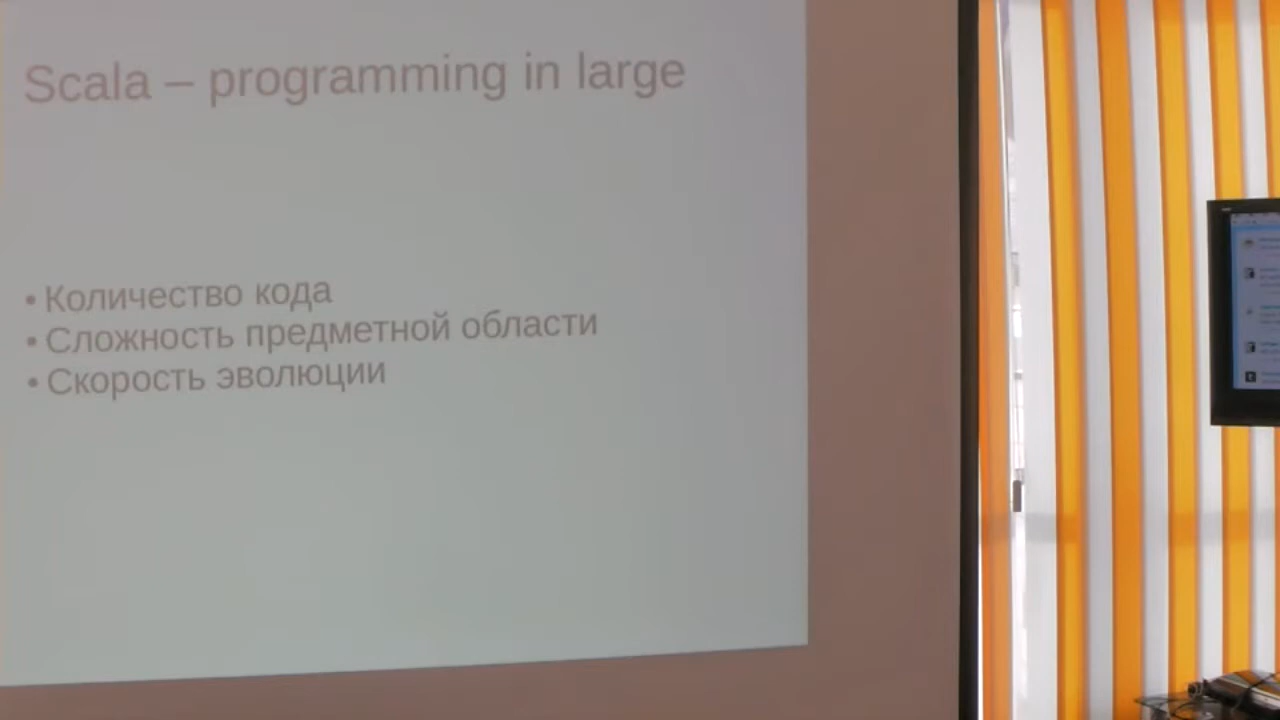 Scala – programming in large
• Количество кода
• Сложность предметной области
• Скорость эволюции